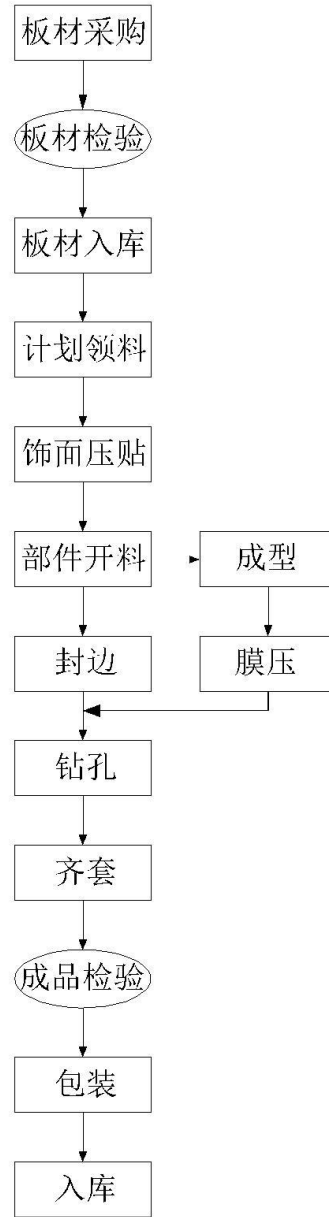 板材采购
板材检验
板材入库
计划领料
饰面压贴
部件开料
成型
封边
膜压
钻孔
齐套
成品检验
包装
入库